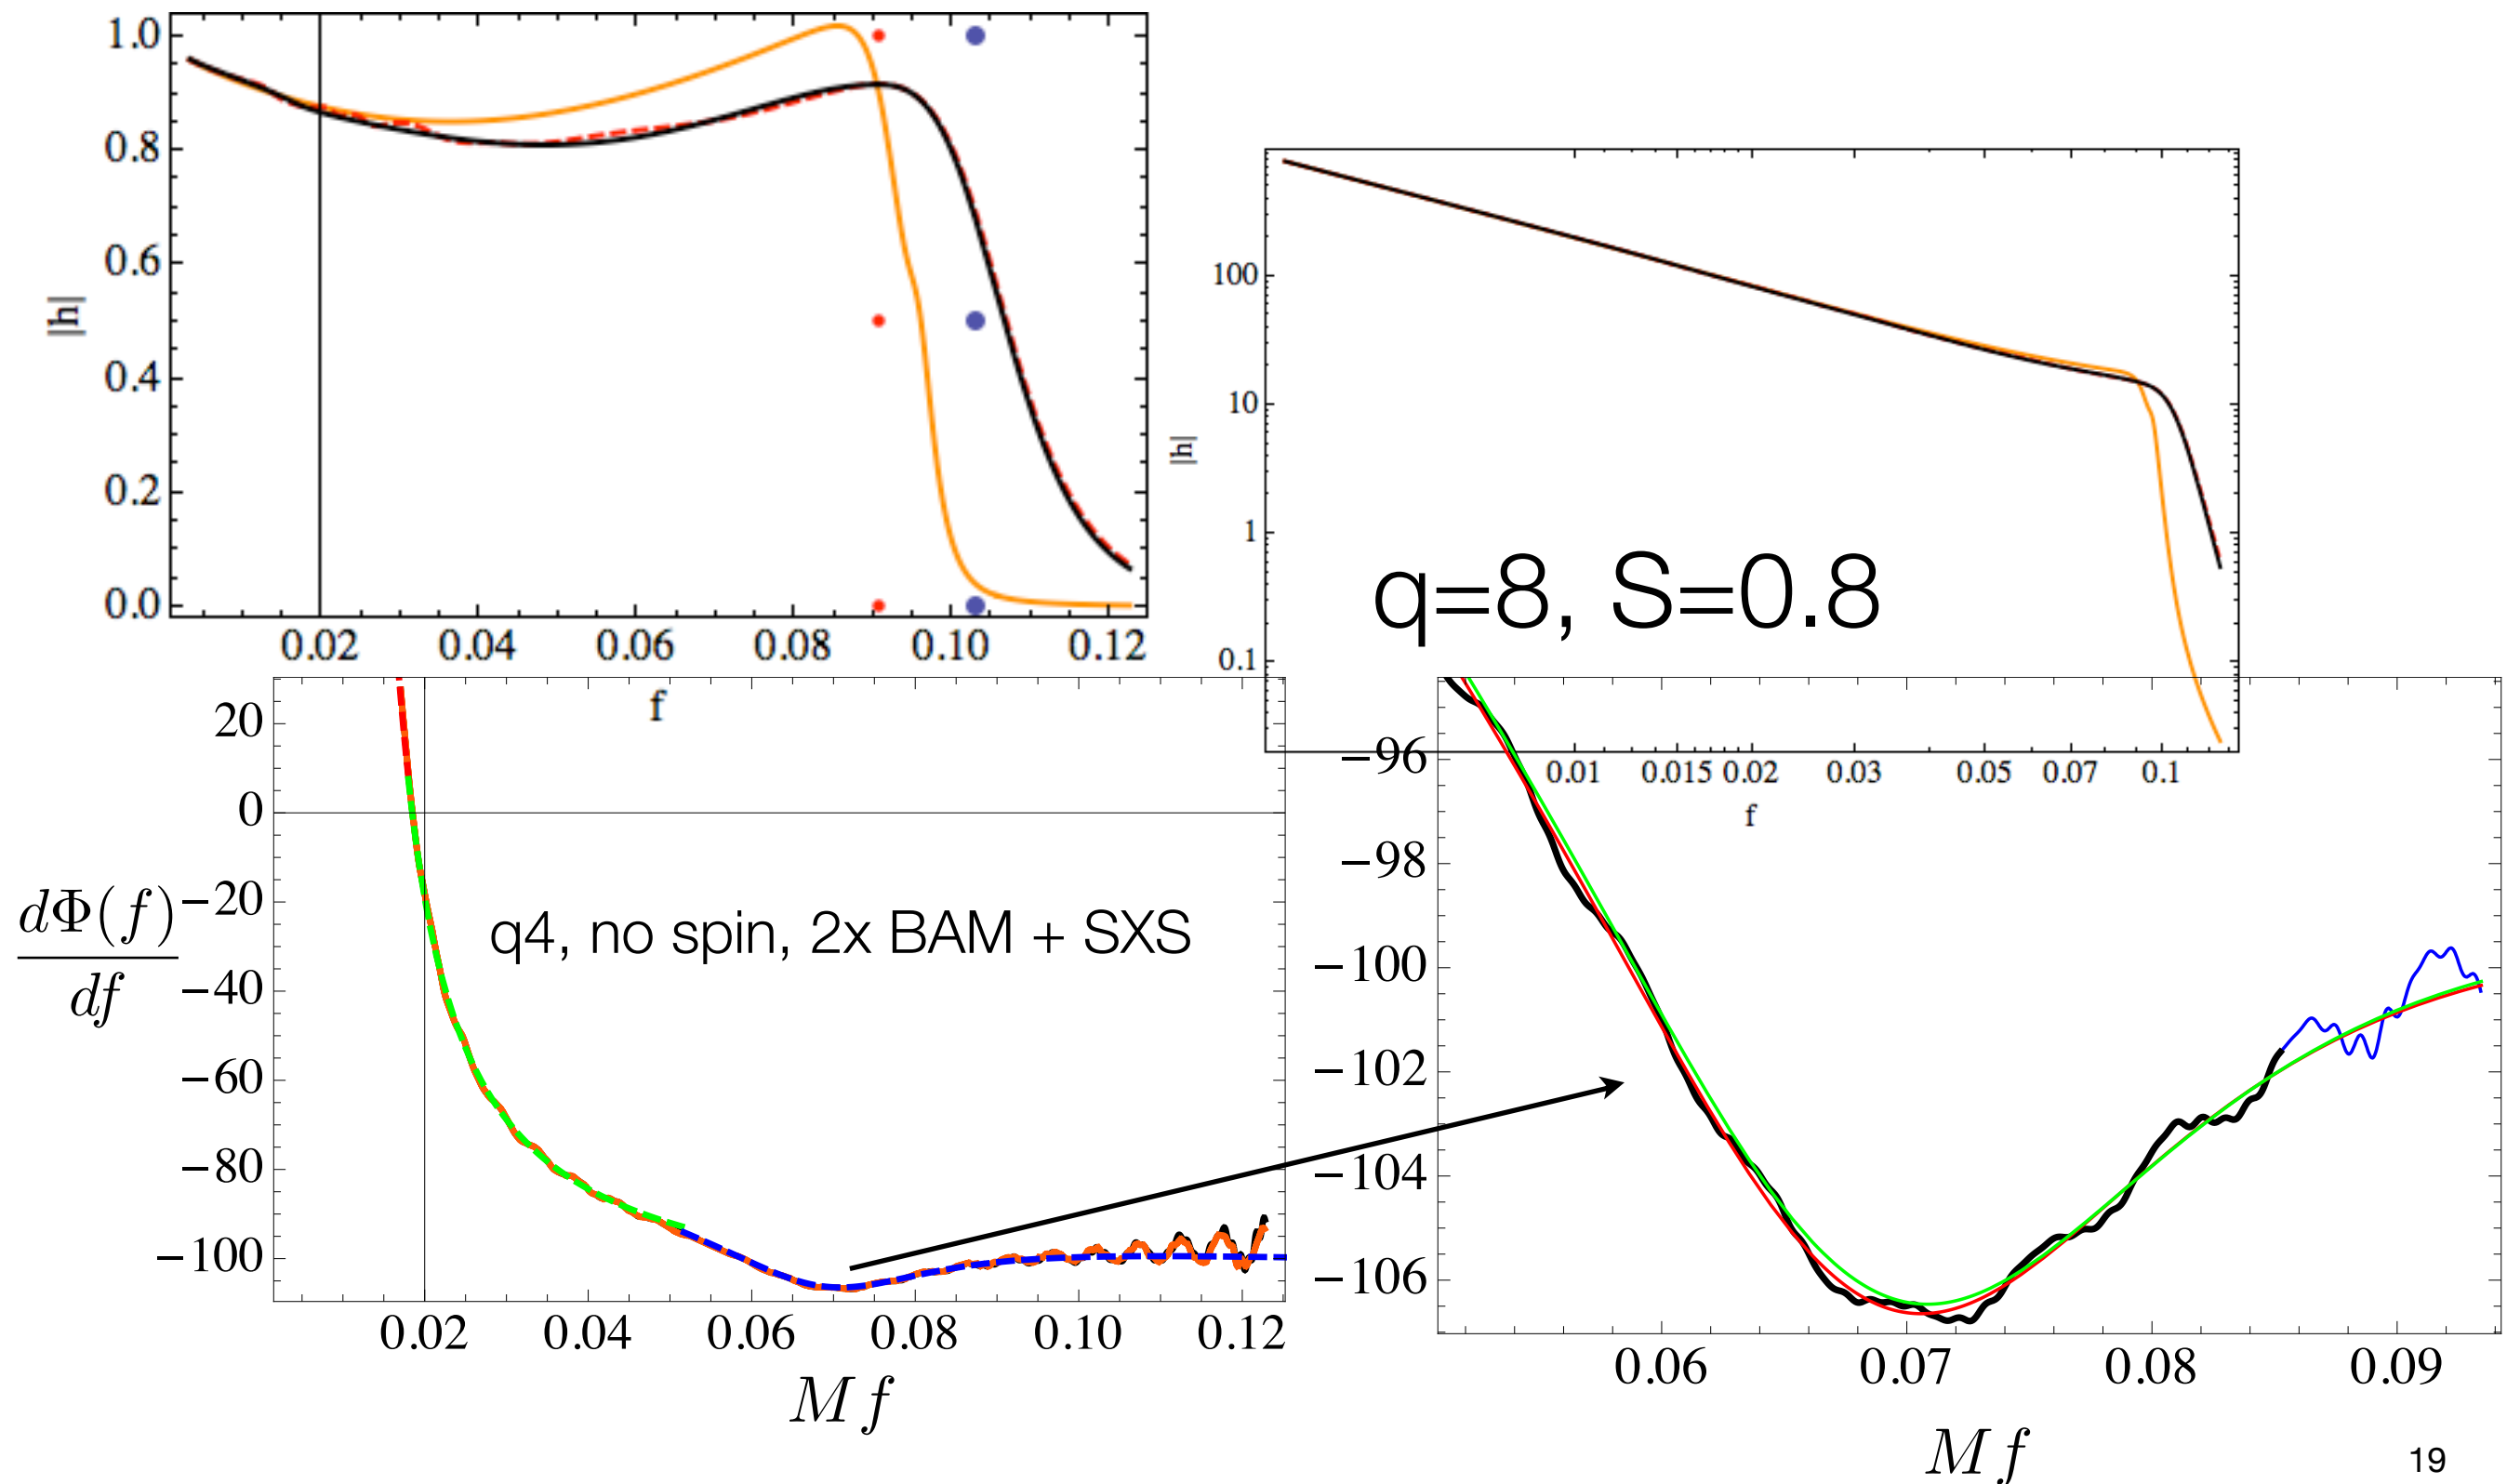 1.0
0.8
0.6
0.4
0.2
0.0
|h|
0.02 0.04 0.06 0.08 0.10 0.12
f
100
10
1
0.1
|h|
q=8, S=0.8
0.01 0.015 0.02 0.03 0.05 0.07 0.1
f
20
0
−20
−40
−60
−80
−100
dΦ(f)
df
q4, no spin, 2x BAM + SXS
0.02 0.04 0.06 0.08 0.10 0.12
Mf
−96
−98
−100
−102
−104
−106
0.06 0.07 0.08 0.09
Mf
19